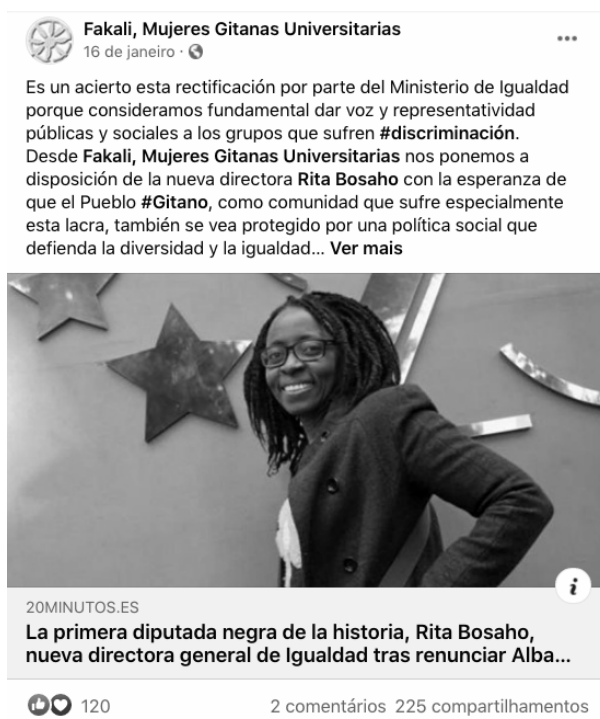 Fakali, Mujeres Gitanas Universitarias
16 de janeiro ·
Es un acierto esta rectificación por parte del Ministerio de Igualdad
porque consideramos fundamental dar voz y representatividad
públicas y sociales a los grupos que sufren #discriminación.
Desde Fakali, Mujeres Gitanas Universitarias nos ponemos a
disposición de la nueva directora Rita Bosaho con la esperanza de
que el Pueblo #Gitano, como comunidad que sufre especialmente
esta lacra, también se vea protegido por una política social que
defienda la diversidad y la igualdad... Ver mais
i
20MINUTOS.ES
La primera diputada negra de la historia, Rita Bosaho,
nueva directora general de Igualdad tras renunciar Alba...
120 2 comentários 225 compartilhamentos